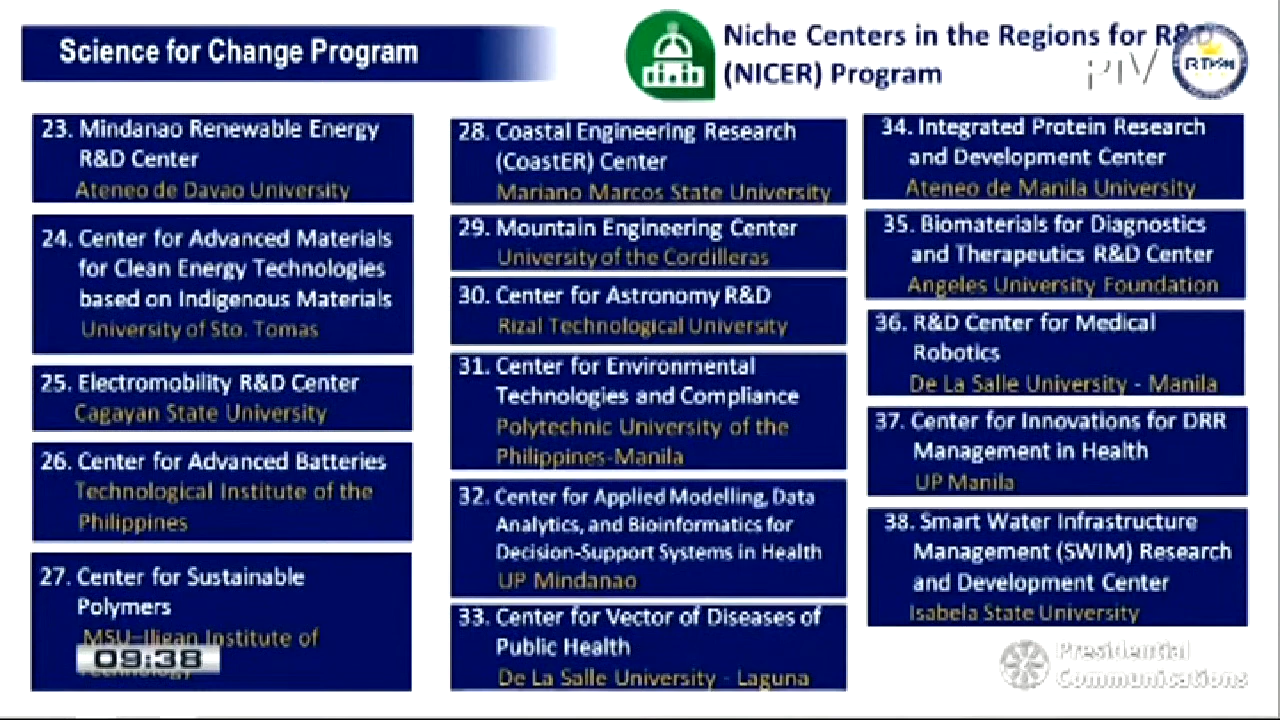 Science for Change Program
Niche Centers in the Regions for R&D
(NICER) Program
PTV
RTVM
23. Mindanao Renewable Energy
R&D Center
Ateneo de Davao University
24. Center for Advanced Materials
for Clean Energy Technologies
based on Indigenous Materials
University of Sto. Tomas
25. Electromobility R&D Center
Cagayan State University
26. Center for Advanced Batteries
Technological Institute of the
Philippines
27. Center for Sustainable
Polymers
MSU–Iligan Institute of
Technology
09:38
28. Coastal Engineering Research
(CoastER) Center
Mariano Marcos State University
29. Mountain Engineering Center
University of the Cordilleras
30. Center for Astronomy R&D
Rizal Technological University
31. Center for Environmental
Technologies and Compliance
Polytechnic University of the
Philippines-Manila
32. Center for Applied Modelling, Data
Analytics, and Bioinformatics for
Decision-Support Systems in Health
UP Mindanao
33. Center for Vector of Diseases of
Public Health
De La Salle University - Laguna
34. Integrated Protein Research
and Development Center
Ateneo de Manila University
35. Biomaterials for Diagnostics
and Therapeutics R&D Center
Angeles University Foundation
36. R&D Center for Medical
Robotics
De La Salle University - Manila
37. Center for Innovations for DRR
Management in Health
UP Manila
38. Smart Water Infrastructure
Management (SWIM) Research
and Development Center
Isabela State University
Presidential
Communications